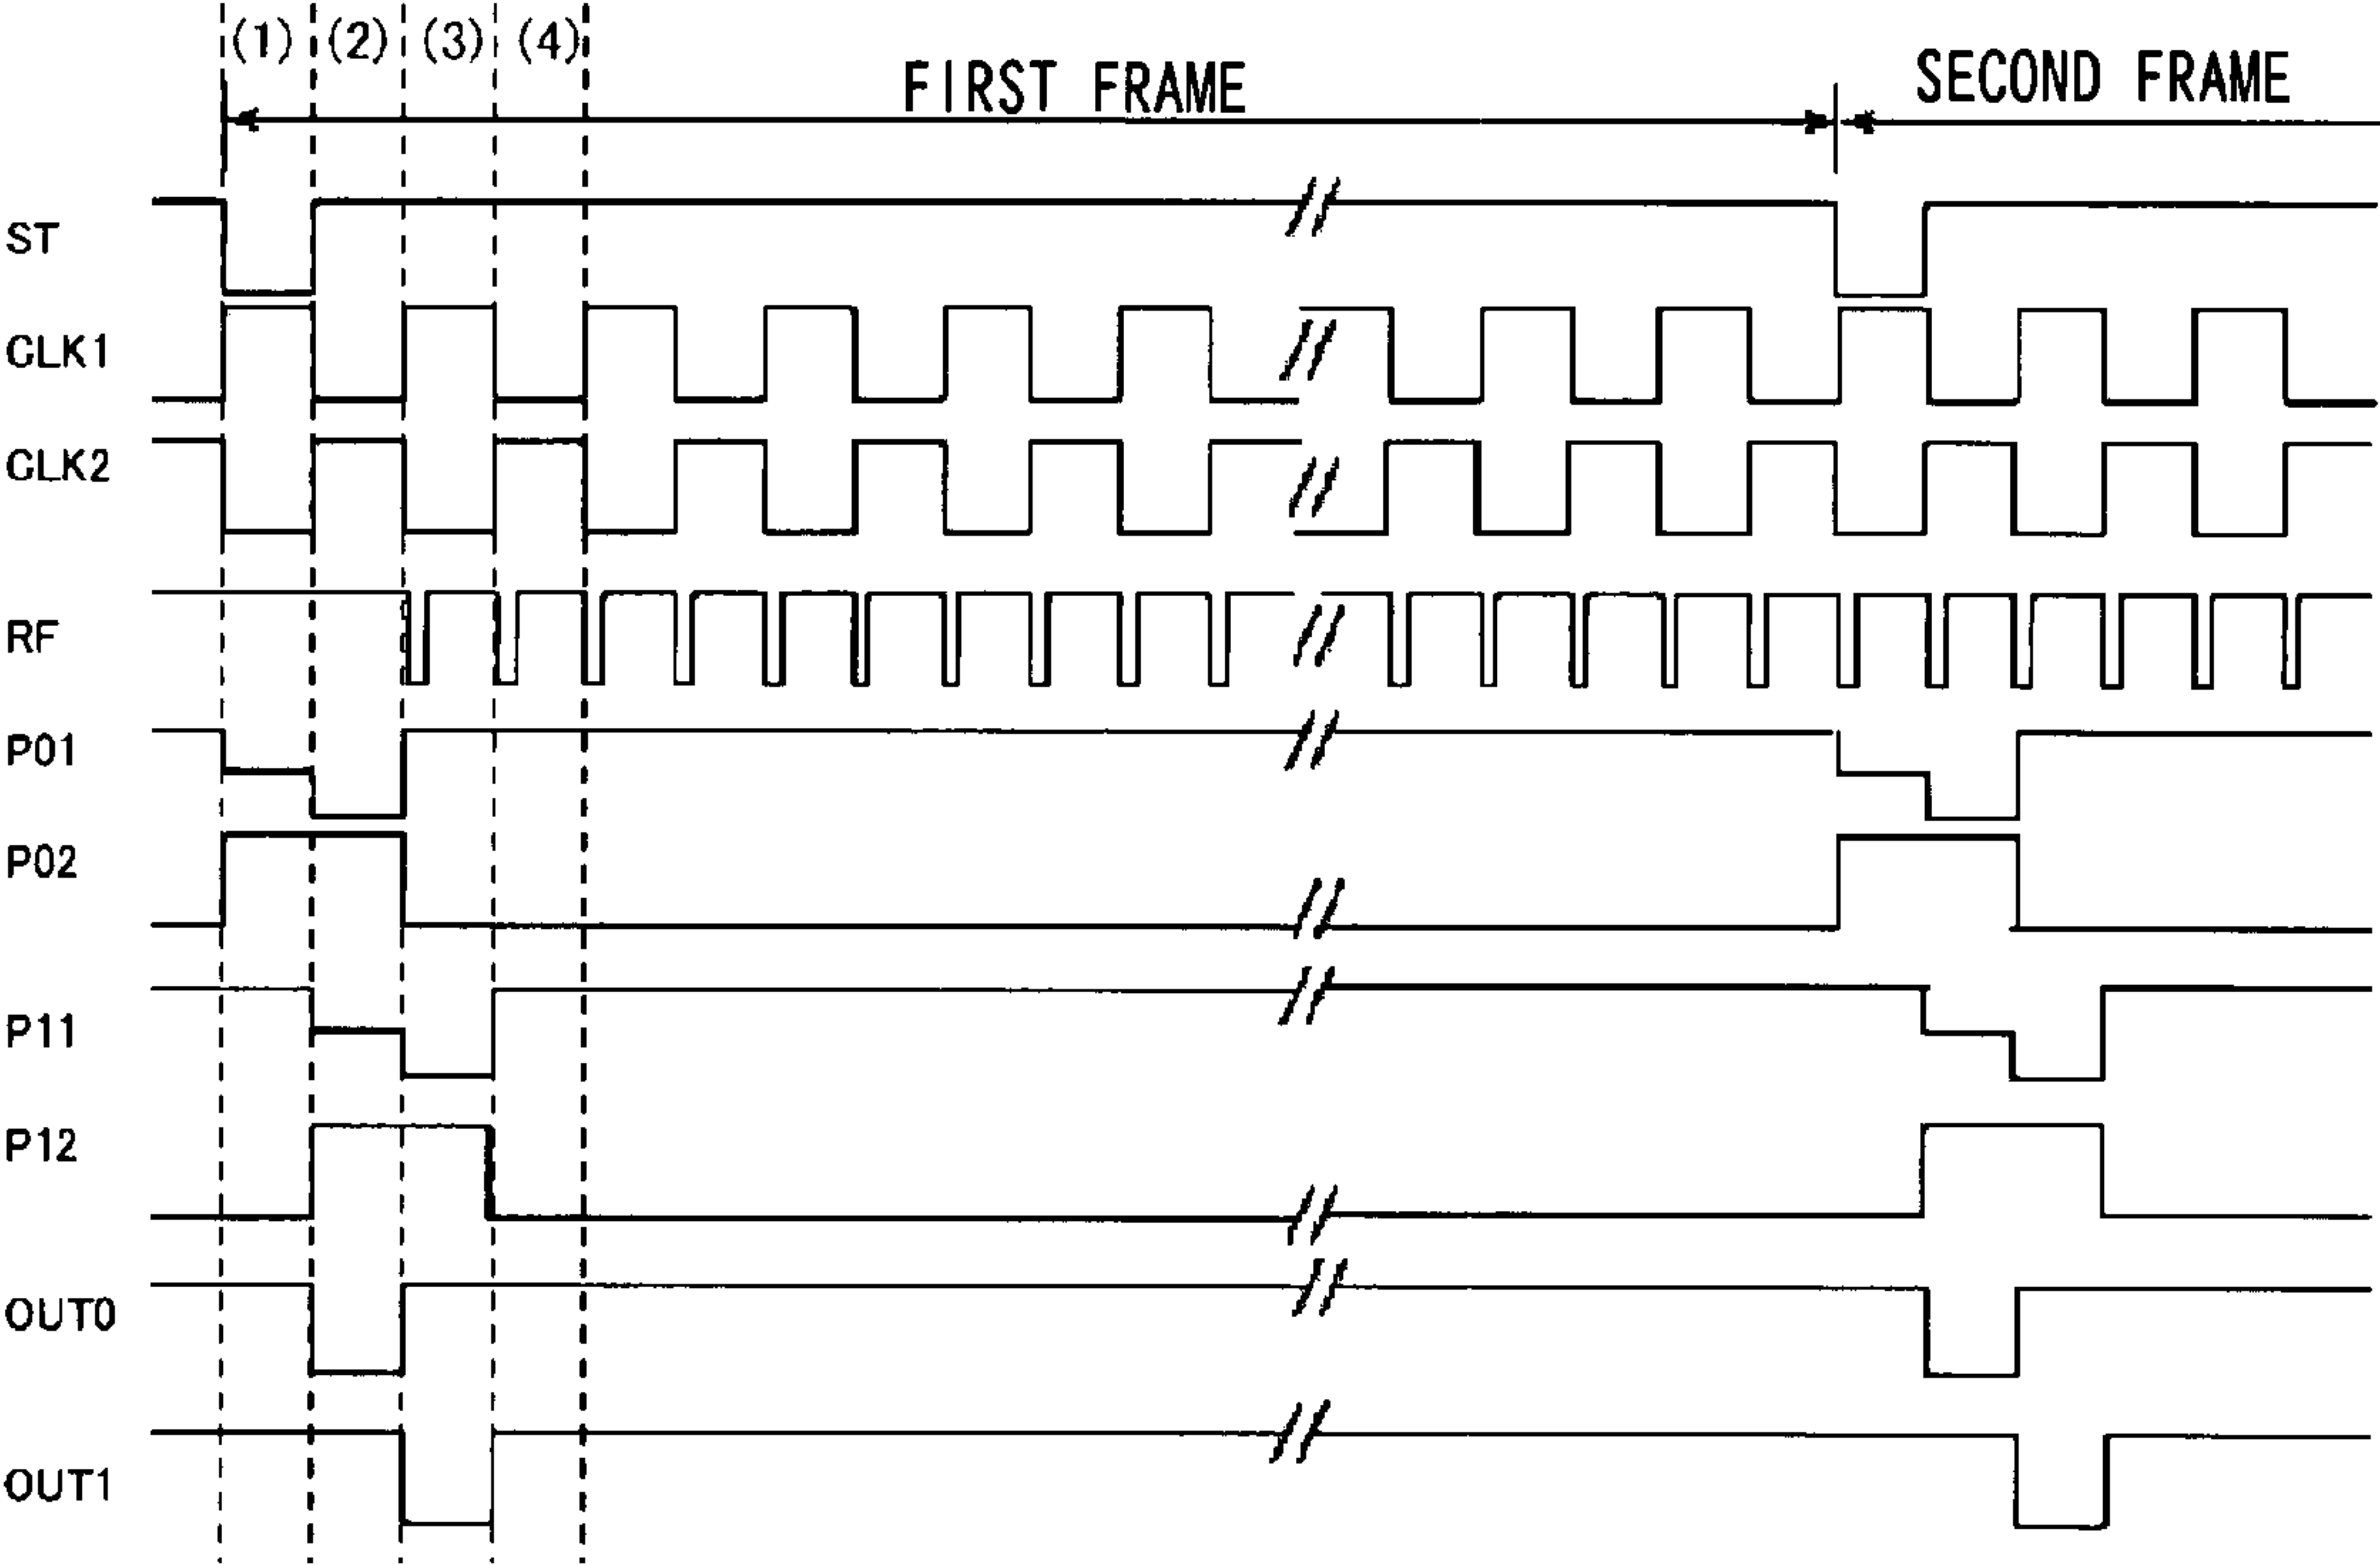 (1) (2) (3) (4)
FIRST FRAME
SECOND FRAME
ST
CLK1
CLK2
RF
P01
P02
P11
P12
OUT0
OUT1